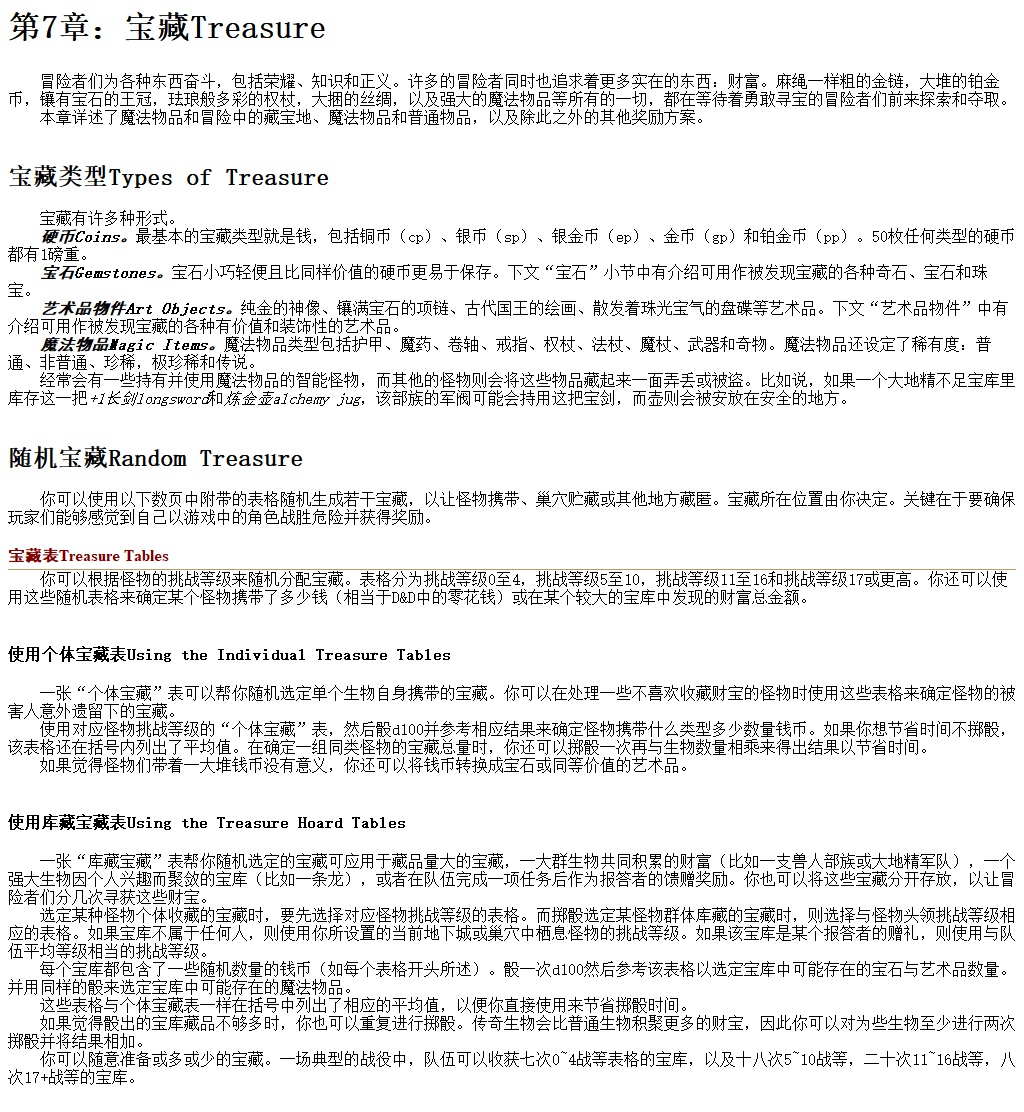 第7章：宝藏Treasure
冒险者们为各种东西奋斗，包括荣耀、知识和正义。许多的冒险者同时也追求着更多实在的东西：财富。麻绳一样粗的金链，大堆的铂金
币，镶有宝石的王冠，珐琅般多彩的权杖，大捆的丝绸，以及强大的魔法物品等所有的一切，都在等待着勇敢寻宝的冒险者们前来探索和夺取。
本章详述了魔法物品和冒险中的藏宝地、魔法物品和普通物品，以及除此之外的其他奖励方案。
宝藏类型Types of Treasure
宝藏有许多种形式。
硬币Coins。最基本的宝藏类型就是钱，包括铜币（cp）、银币（sp）、银金币（ep）、金币（gp）和铂金币（pp）。50枚任何类型的硬币
都有1磅重。
宝石Gemstones。宝石小巧轻便且比同样价值的硬币更易于保存。下文“宝石”小节中有介绍可用作被发现宝藏的各种奇石、宝石和珠
宝。
艺术品物件Art Objects。纯金的神像、镶满宝石的项链、古代国王的绘画、散发着珠光宝气的盘碟等艺术品。下文“艺术品物件”中有
介绍可用作被发现宝藏的各种有价值和装饰性的艺术品。
魔法物品Magic Items。魔法物品类型包括护甲、魔药、卷轴、戒指、权杖、法杖、魔杖、武器和奇物。魔法物品还设定了稀有度：普
通、非普通、珍稀，极珍稀和传说。
经常会有一些持有并使用魔法物品的智能怪物，而其他的怪物则会将这些物品藏起来一面弄丢或被盗。比如说，如果一个大地精不足宝库里
库存这一把+1长剑longsword和炼金壶alchemy jug，该部族的军阀可能会持用这把宝剑，而壶则会被安放在安全的地方。
随机宝藏Random Treasure
你可以使用以下数页中附带的表格随机生成若干宝藏，以让怪物携带、巢穴贮藏或其他地方藏匿。宝藏所在位置由你决定。关键在于要确保
玩家们能够感觉到自己以游戏中的角色战胜危险并获得奖励。
宝藏表Treasure Tables
你可以根据怪物的挑战等级来随机分配宝藏。表格分为挑战等级0至4，挑战等级5至10，挑战等级11至16和挑战等级17或更高。你还可以使
用这些随机表格来确定某个怪物携带了多少钱（相当于D&D中的零花钱）或在某个较大的宝库中发现的财富总金额。
使用个体宝藏表Using the Individual Treasure Tables
一张“个体宝藏”表可以帮你随机选定单个生物自身携带的宝藏。你可以在处理一些不喜欢收藏财宝的怪物时使用这些表格来确定怪物的被
害人意外遗留下的宝藏。
使用对应怪物挑战等级的“个体宝藏”表，然后骰d100并参考相应结果来确定怪物携带什么类型多少数量钱币。如果你想节省时间不掷骰，
该表格还在括号内列出了平均值。在确定一组同类怪物的宝藏总量时，你还可以掷骰一次再与生物数量相乘来得出结果以节省时间。
如果觉得怪物们带着一大堆钱币没有意义，你还可以将钱币转换成宝石或同等价值的艺术品。
使用库藏宝藏表Using the Treasure Hoard Tables
一张“库藏宝藏”表帮你随机选定的宝藏可应用于藏品量大的宝藏，一大群生物共同积累的财富（比如一支兽人部族或大地精军队），一个
强大生物因个人兴趣而聚敛的宝库（比如一条龙），或者在队伍完成一项任务后作为报答者的馈赠奖励。你也可以将这些宝藏分开存放，以让冒
险者们分几次寻获这些财宝。
选定某种怪物个体收藏的宝藏时，要先选择对应怪物挑战等级的表格。而掷骰选定某怪物群体库藏的宝藏时，则选择与怪物头领挑战等级相
应的表格。如果宝库不属于任何人，则使用你所设置的当前地下城或巢穴中栖息怪物的挑战等级。如果该宝库是某个报答者的赠礼，则使用与队
伍平均等级相当的挑战等级。
每个宝库都包含了一些随机数量的钱币（如每个表格开头所述）。骰一次d100然后参考该表格以选定宝库中可能存在的宝石与艺术品数量。
并用同样的骰来选定宝库中可能存在的魔法物品。
这些表格与个体宝藏表一样在括号中列出了相应的平均值，以便你直接使用来节省掷骰时间。
如果觉得骰出的宝库藏品不够多时，你也可以重复进行掷骰。传奇生物会比普通生物积聚更多的财宝，因此你可以对为些生物至少进行两次
掷骰并将结果相加。
你可以随意准备或多或少的宝藏。一场典型的战役中，队伍可以收获七次0~4战等表格的宝库，以及十八次5~10战等，二十次11~16战等，八
次17+战等的宝库。